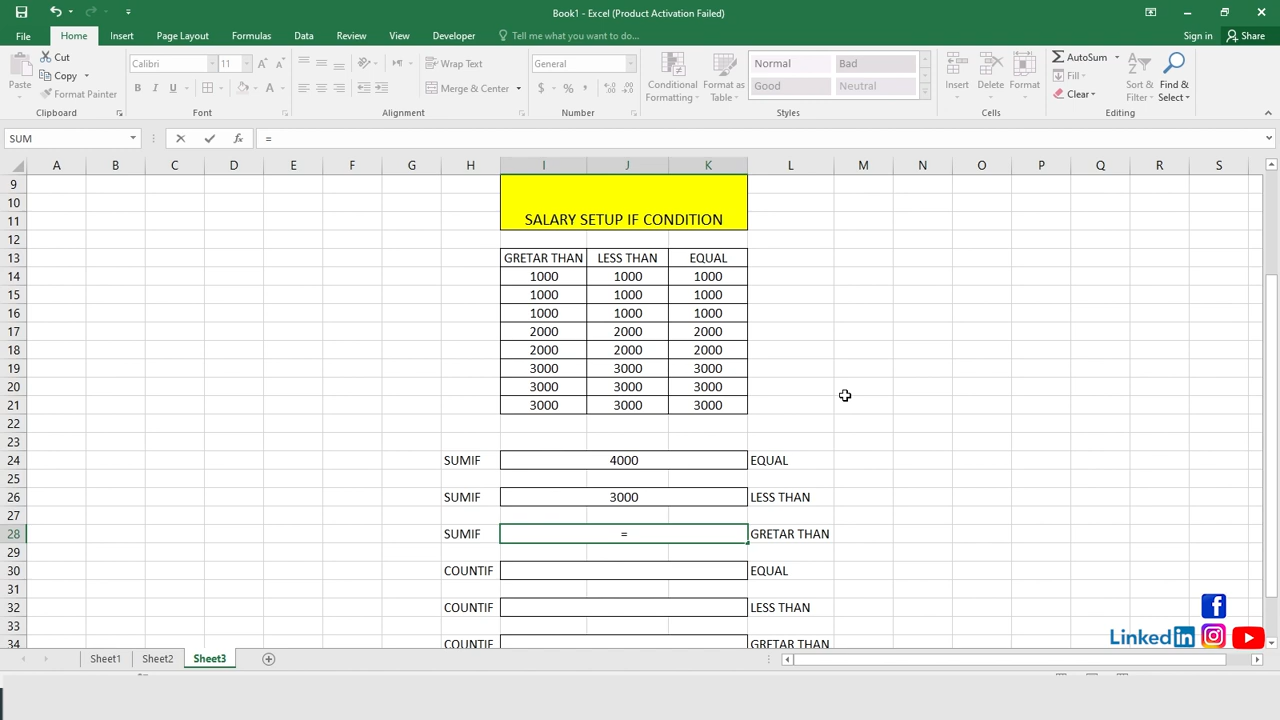 Book1 - Excel (Product Activation Failed)
File Home Insert Page Layout Formulas Data Review View Developer Tell me what you want to do... Sign in Share
Cut Calibri 11 Wrap Text General Normal Bad AutoSum
Copy Fill
Paste Format Painter B I U Merge & Center $ % Conditional Formatting Format as Table Good Neutral Insert Delete Format Clear Sort & Filter Find & Select
Clipboard Font Alignment Number Styles Cells Editing
SUM fx =
A B C D E F G H I J K L M N O P Q R S
9
10
11 SALARY SETUP IF CONDITION
12
13 GRETAR THAN LESS THAN EQUAL
14 1000 1000 1000
15 1000 1000 1000
16 1000 1000 1000
17 2000 2000 2000
18 2000 2000 2000
19 3000 3000 3000
20 3000 3000 3000
21 3000 3000 3000
22
23
24 SUMIF 4000 EQUAL
25
26 SUMIF 3000 LESS THAN
27
28 SUMIF = GRETAR THAN
29
30 COUNTIF EQUAL
31
32 COUNTIF LESS THAN
33
34 COUNTIF GRETAR THAN
Linked in
Sheet1 Sheet2 Sheet3